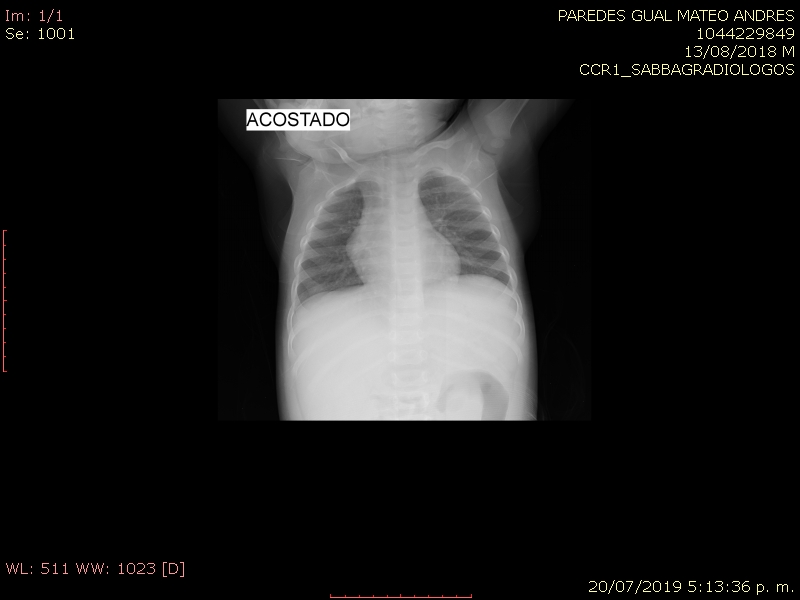 Im: 1/1
Se: 1001
PAREDES GUAL MATEO ANDRES
1044229849
13/08/2018 M
CCR1_SABBAGRADIOLOGOS
ACOSTADO
WL: 511 WW: 1023 [D]
20/07/2019 5:13:36 p. m.